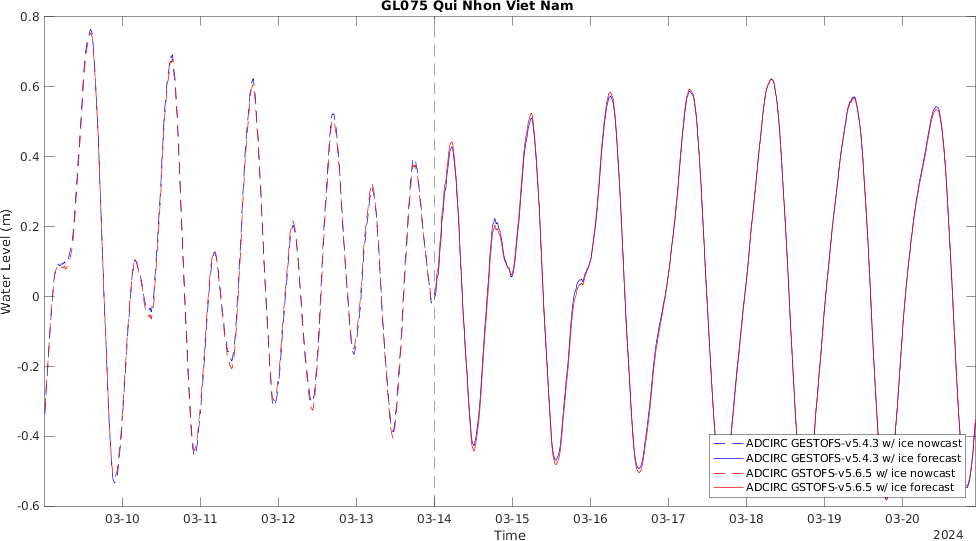 GL075 Qui Nhon Viet Nam
0.8
0.6
0.4
0.2
0
-0.2
-0.4
-0.6
Water Level (m)
ADCIRC GESTOFS-v5.4.3 w/ ice nowcast
ADCIRC GESTOFS-v5.4.3 w/ ice forecast
ADCIRC GSTOFS-v5.6.5 w/ ice nowcast
ADCIRC GSTOFS-v5.6.5 w/ ice forecast
03-10 03-11 03-12 03-13 03-14 03-15 03-16 03-17 03-18 03-19 03-20
Time
2024